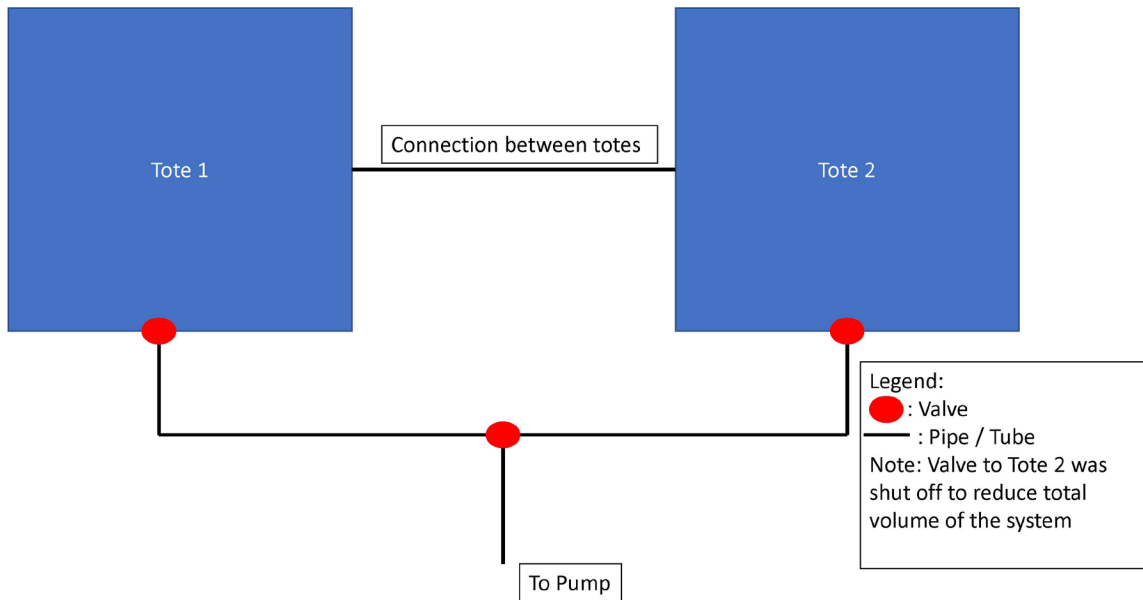 Connection between totes
Tote 1
Tote 2
Legend:
: Valve
: Pipe / Tube
Note: Valve to Tote 2 was
shut off to reduce total
volume of the system
To Pump